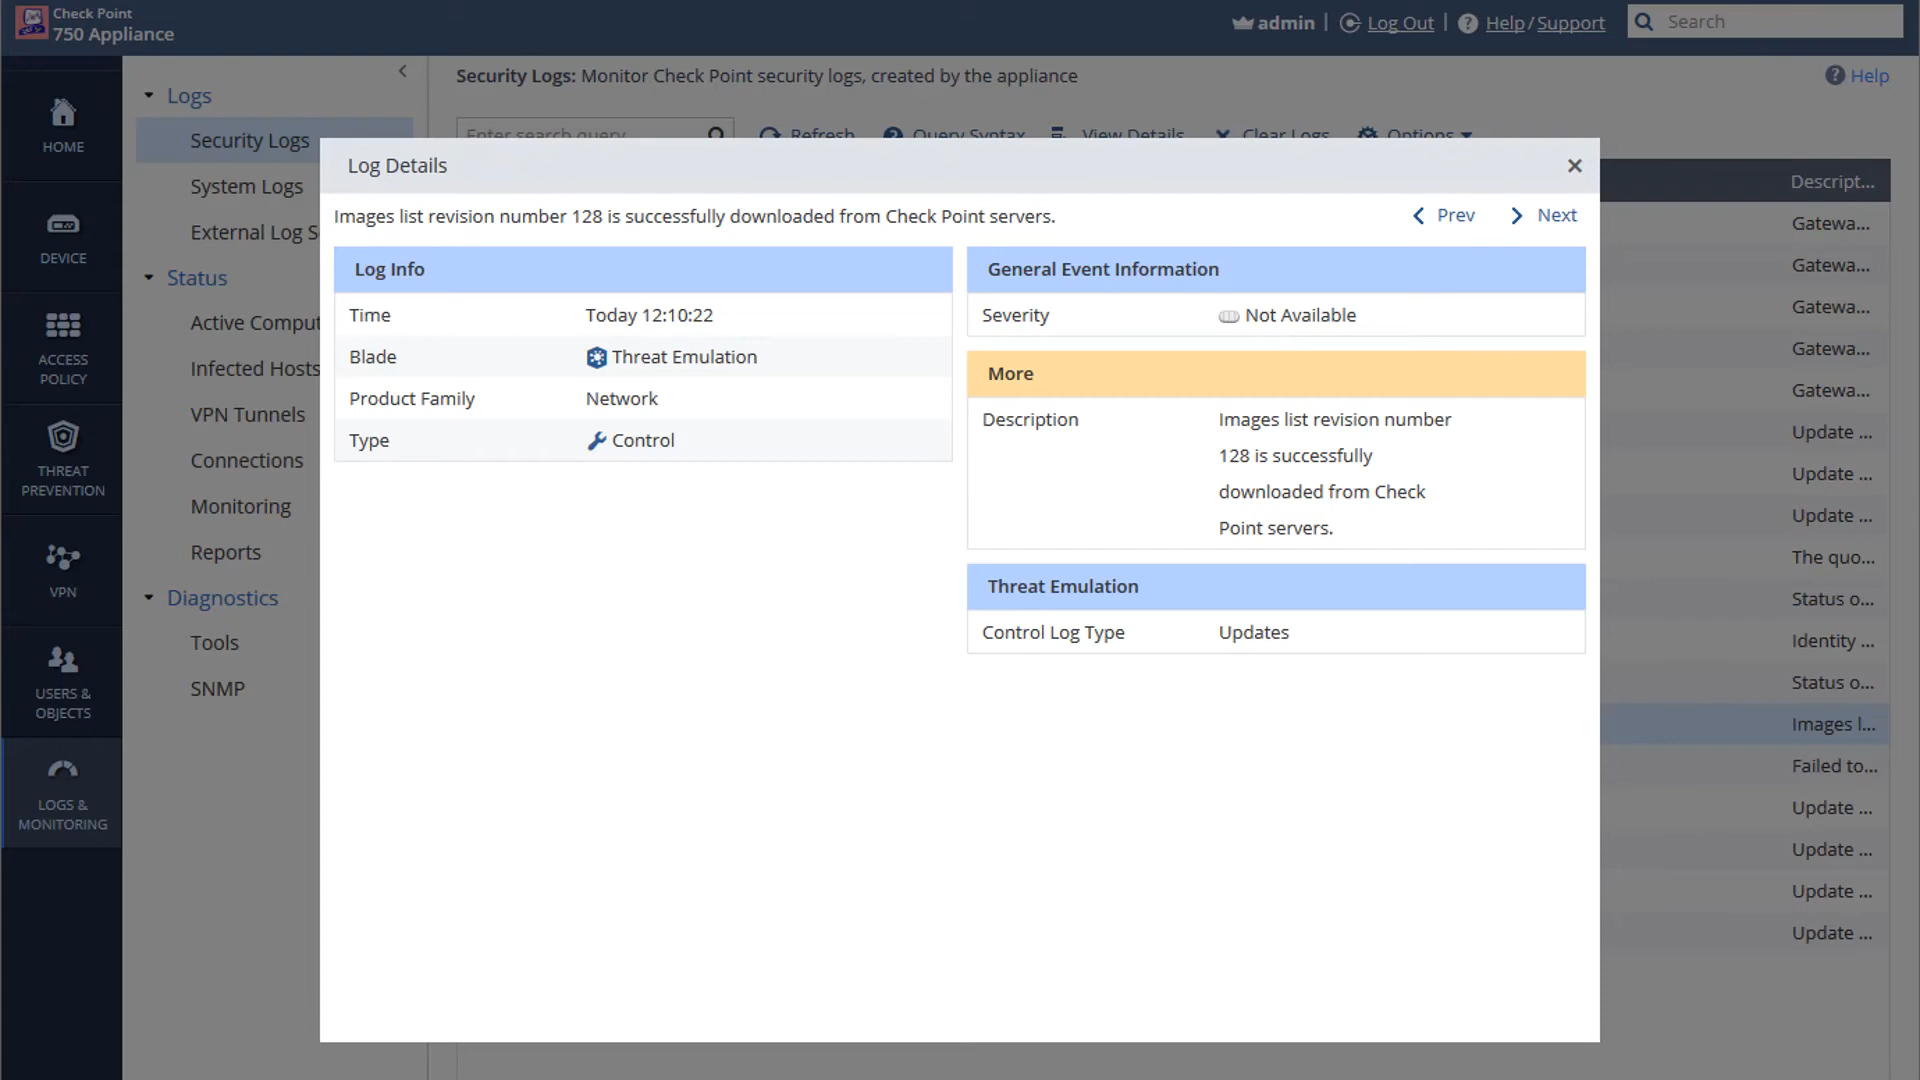 Check Point
750 Appliance
admin
Log Out
Help / Support
Search
HOME
DEVICE
ACCESS
POLICY
THREAT
PREVENTION
VPN
USERS &
OBJECTS
LOGS &
MONITORING
Logs
Security Logs
System Logs
External Log S
Status
Active Comput
Infected Hosts
VPN Tunnels
Connections
Monitoring
Reports
Diagnostics
Tools
SNMP
Security Logs: Monitor Check Point security logs, created by the appliance
Help
Enter search query
Refresh
Query Syntax
View Details
Clear Logs
Options
Log Details
Images list revision number 128 is successfully downloaded from Check Point servers.
Prev
Next
Log Info
Time Today 12:10:22
Blade Threat Emulation
Product Family Network
Type Control
General Event Information
Severity Not Available
More
Description Images list revision number
128 is successfully
downloaded from Check
Point servers.
Threat Emulation
Control Log Type Updates
Descript...
Gatewa...
Gatewa...
Gatewa...
Gatewa...
Gatewa...
Update ...
Update ...
Update ...
The quo...
Status o...
Identity ...
Status o...
Images l...
Failed to...
Update ...
Update ...
Update ...
Update ...